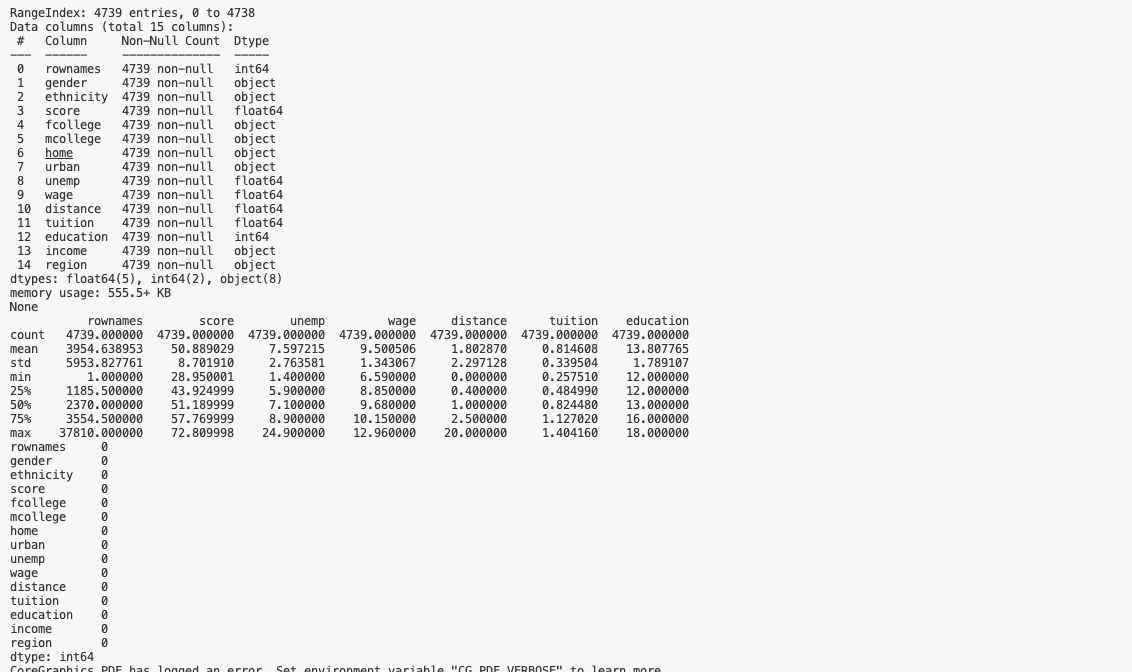 RangeIndex: 4739 entries, 0 to 4738
Data columns (total 15 columns):
 #   Column     Non-Null Count  Dtype
---  ------     --------------  -----
 0   rownames   4739 non-null   int64
 1   gender     4739 non-null   object
 2   ethnicity  4739 non-null   object
 3   score      4739 non-null   float64
 4   fcollege   4739 non-null   object
 5   mcollege   4739 non-null   object
 6   home       4739 non-null   object
 7   urban      4739 non-null   object
 8   unemp      4739 non-null   float64
 9   wage       4739 non-null   float64
 10  distance   4739 non-null   float64
 11  tuition    4739 non-null   float64
 12  education  4739 non-null   int64
 13  income     4739 non-null   object
 14  region     4739 non-null   object
dtypes: float64(5), int64(2), object(8)
memory usage: 555.5+ KB
None
           rownames        score        unemp         wage     distance      tuition    education
count   4739.000000  4739.000000  4739.000000  4739.000000  4739.000000  4739.000000  4739.000000
mean    3954.638953    50.889029     7.597215     9.500506     1.802870     0.814608    13.807765
std     5953.827761     8.701910     2.763581     1.343067     2.297128     0.339504     1.789107
min        1.000000    28.950001     1.400000     6.590000     0.000000     0.257510    12.000000
25%     1185.500000    43.924999     5.900000     8.850000     0.400000     0.484990    12.000000
50%     2370.000000    51.189999     7.100000     9.680000     1.000000     0.824480    13.000000
75%     3554.500000    57.769999     8.900000    10.150000     2.500000     1.127020    16.000000
max    37810.000000    72.809998    24.900000    12.960000    20.000000     1.404160    18.000000
rownames     0
gender       0
ethnicity    0
score        0
fcollege     0
mcollege     0
home         0
urban        0
unemp        0
wage         0
distance     0
tuition      0
education    0
income       0
region       0
dtype: int64
CoreGraphics PDF has logged an error. Set environment variable "CG_PDF_VERBOSE" to learn more.